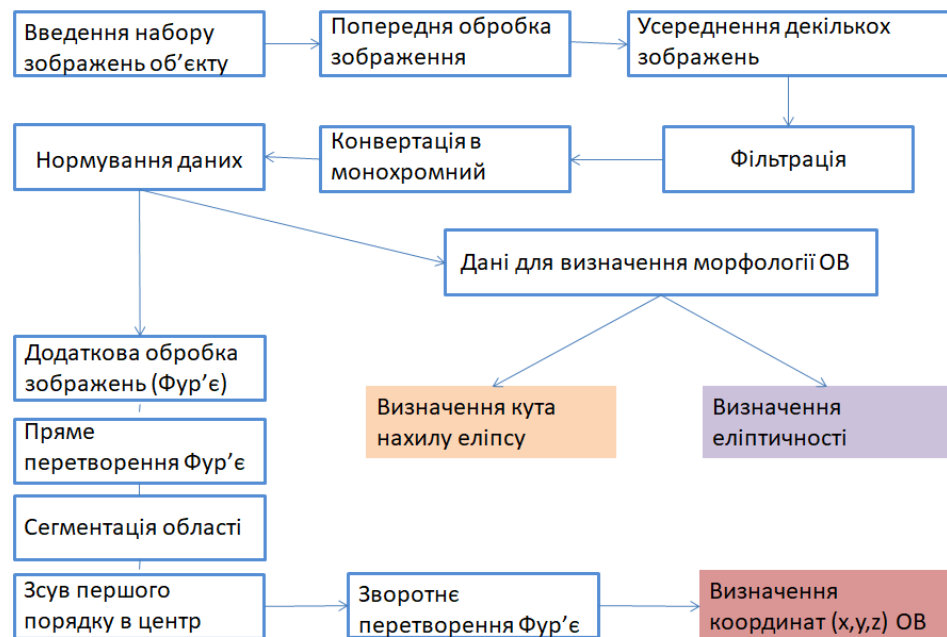 Введення набору
зображень об’єкту
Попередня обробка
зображення
Усереднення декількох
зображень
Нормування даних
Конвертація в
монохромний
Фільтрація
Дані для визначення морфології ОВ
Додаткова обробка
зображень (Фур’є)
Визначення кута
нахилу еліпсу
Визначення
еліптичності
Пряме
перетворення Фур’є
Сегментація області
Зсув першого
порядку в центр
Зворотнє
перетворення Фур’є
Визначення
координат (x,y,z) ОВ